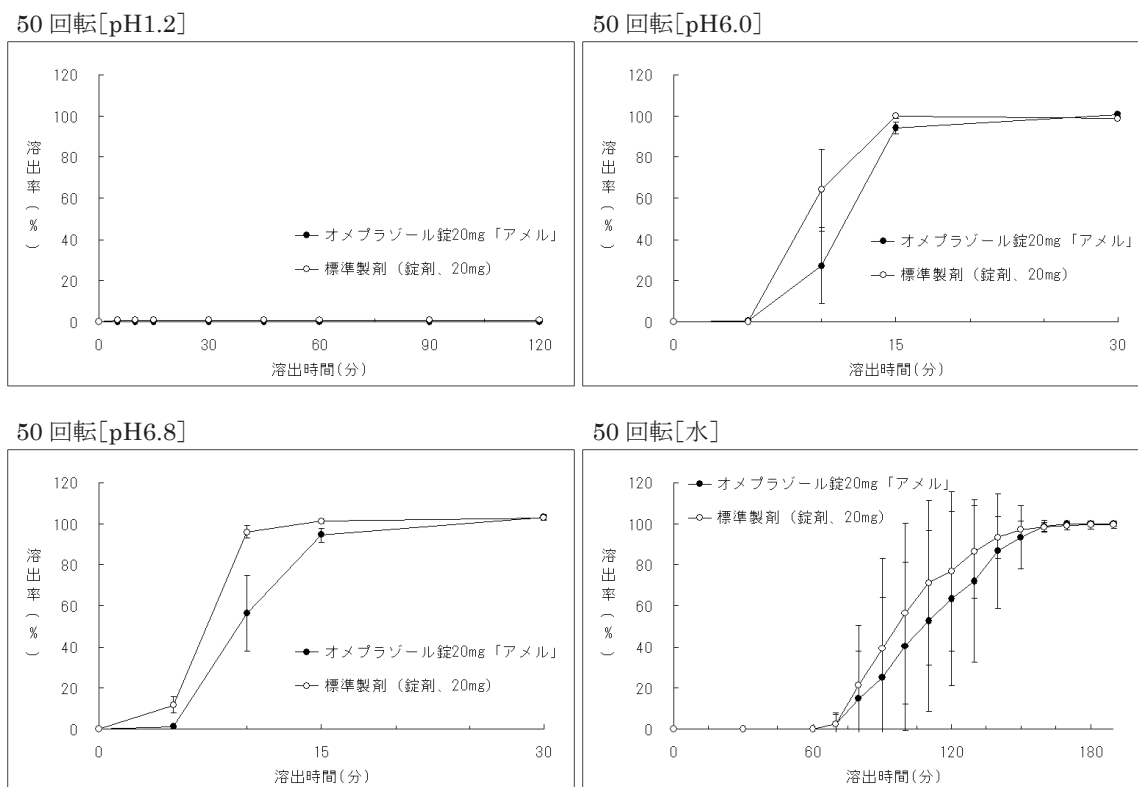 50 回転[pH1.2]
120
100
80
60
40
20
0
溶出率(%)
オメプラゾール錠20mg「アメル」
標準製剤（錠剤、20mg）
0 30 60 90 120
溶出時間(分)
50 回転[pH6.0]
120
100
80
60
40
20
0
溶出率(%)
オメプラゾール錠20mg「アメル」
標準製剤（錠剤、20mg）
0 15 30
溶出時間(分)
50 回転[pH6.8]
120
100
80
60
40
20
0
溶出率(%)
オメプラゾール錠20mg「アメル」
標準製剤（錠剤、20mg）
0 15 30
溶出時間(分)
50 回転[水]
120
100
80
60
40
20
0
溶出率(%)
オメプラゾール錠20mg「アメル」
標準製剤（錠剤、20mg）
0 60 120 180
溶出時間(分)